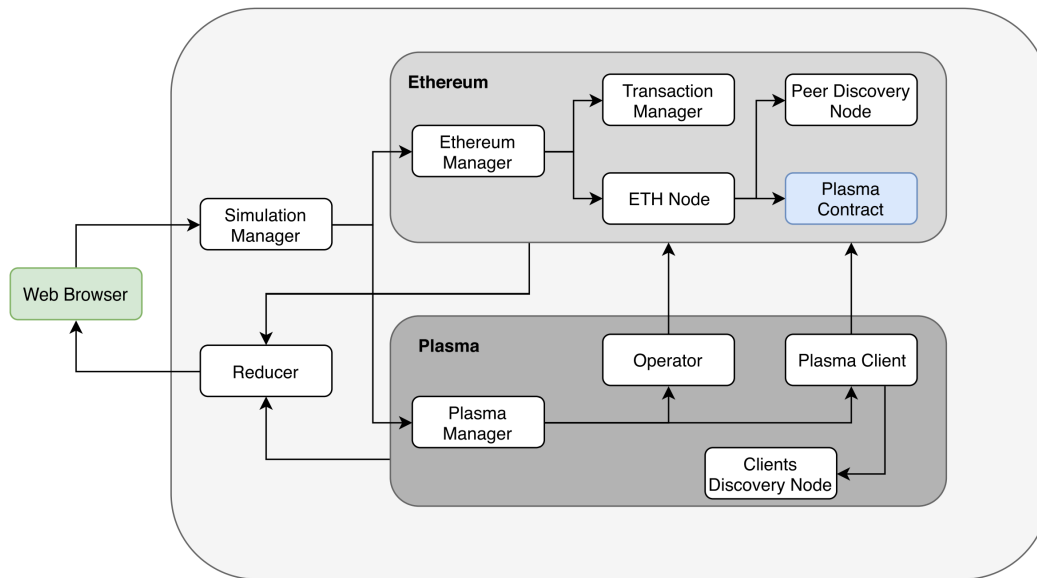 Ethereum
Transaction
Manager
Peer Discovery
Node
Ethereum
Manager
ETH Node
Plasma
Contract
Simulation
Manager
Web Browser
Plasma
Operator
Plasma Client
Reducer
Plasma
Manager
Clients
Discovery Node